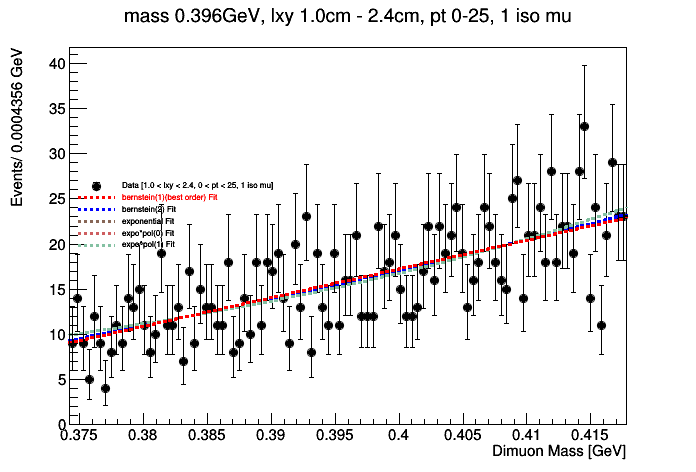 mass 0.396GeV, lxy 1.0cm - 2.4cm, pt 0-25, 1 iso mu
Events/ 0.0004356 GeV
40
35
30
25
20
15
10
5
0
Data [1.0 < lxy < 2.4, 0 < pt < 25, 1 iso mu]
bernstein(1)(best order) Fit
bernstein(2) Fit
exponential Fit
expo*pol(0) Fit
expo*pol(1) Fit
0.375 0.38 0.385 0.39 0.395 0.4 0.405 0.41 0.415
Dimuon Mass [GeV]